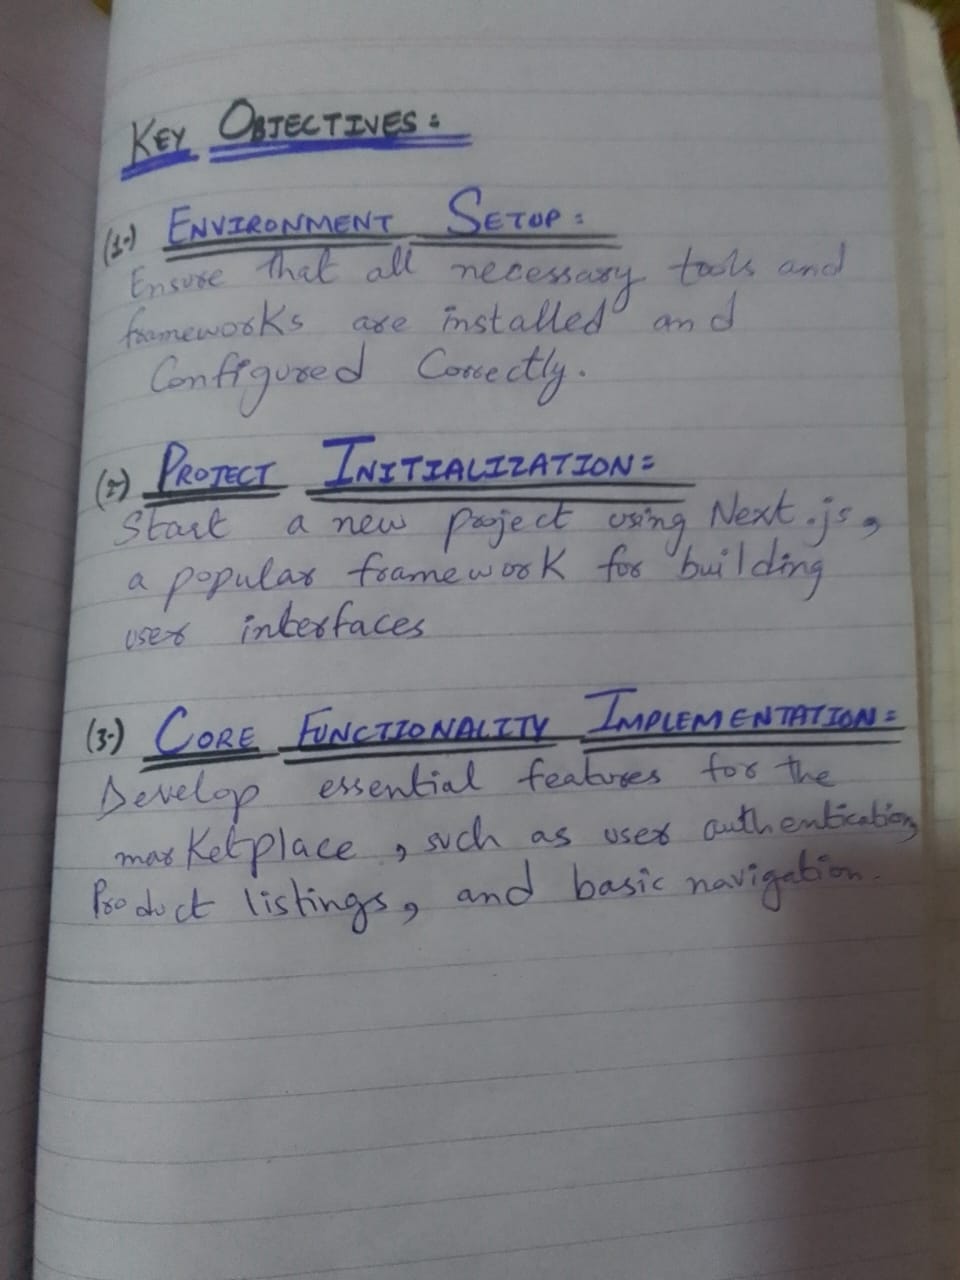 KEY OBJECTIVES:
(1-) ENVIRONMENT SETUP:
Ensure that all necessary tools and
frameworks are installed and
Configured Correctly.
(2-) PROJECT INITIALIZATION:
Start a new project using Next.js,
a popular framework for building
user interfaces
(3-) CORE FUNCTIONALITY IMPLEMENTATION:
Develop essential features for the
marketplace, such as user authentication,
Product listings, and basic navigation.